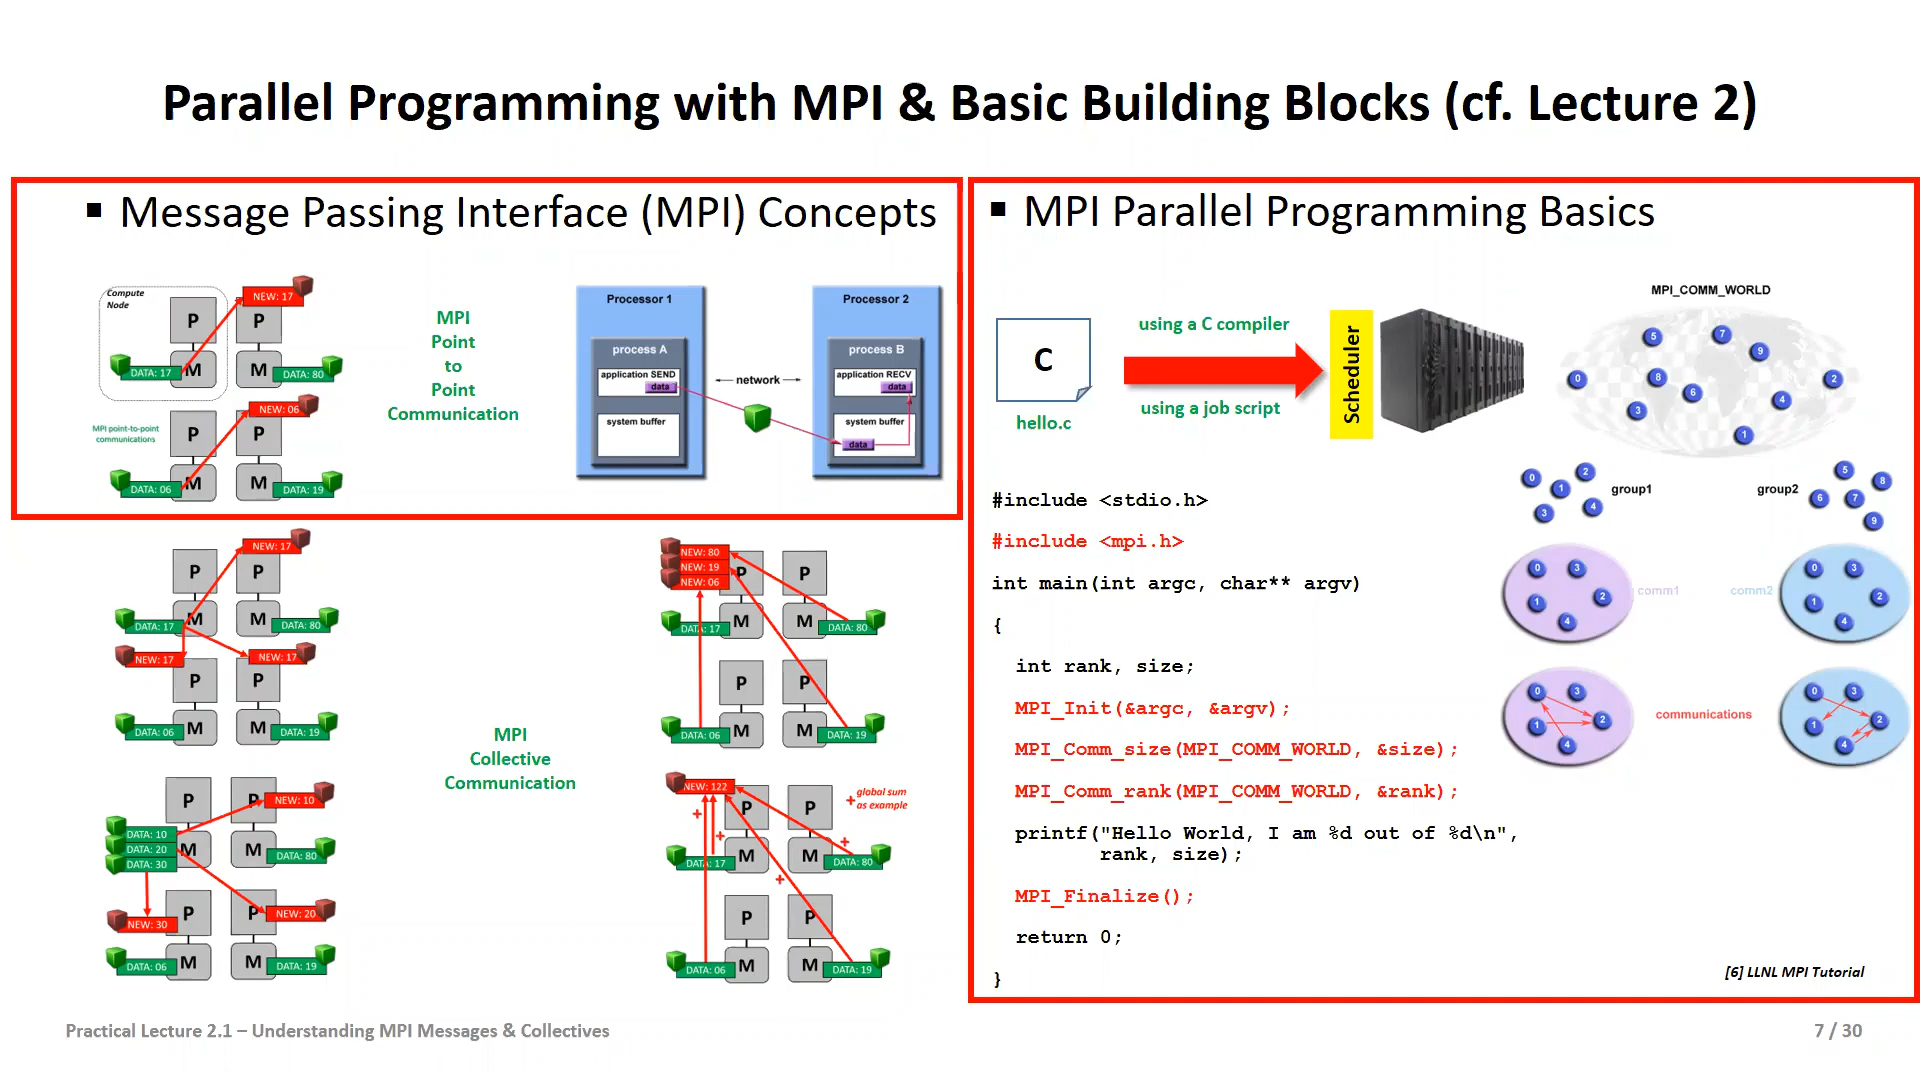 Parallel Programming with MPI & Basic Building Blocks (cf. Lecture 2)
▪ Message Passing Interface (MPI) Concepts
Compute
Node
P
P
NEW: 17
M
M
DATA: 17
DATA: 80
MPI point-to-point
communications
P
P
NEW: 06
M
M
DATA: 06
DATA: 19
MPI
Point
to
Point
Communication
Processor 1
process A
application SEND
data
system buffer
network
Processor 2
process B
application RECV
data
system buffer
data
P
P
NEW: 17
M
M
DATA: 17
DATA: 80
NEW: 17
NEW: 17
P
P
M
M
DATA: 06
DATA: 19
NEW: 80
NEW: 19
NEW: 06
P
P
M
M
DATA: 17
DATA: 80
P
P
M
M
DATA: 06
DATA: 19
MPI
Collective
Communication
P
P
NEW: 10
DATA: 10
DATA: 20
DATA: 30
M
M
DATA: 80
NEW: 30
P
P
NEW: 20
M
M
DATA: 06
DATA: 19
NEW: 122
P
P
+ global sum
as example
+
+
+
+
M
M
DATA: 17
DATA: 80
P
P
M
M
DATA: 06
DATA: 19
▪ MPI Parallel Programming Basics
C
hello.c
using a C compiler
using a job script
Scheduler
MPI_COMM_WORLD
5
7
9
0
8
6
2
3
4
1
0
2
1
3
4
group1
group2
5
8
6
7
9
0
3
1
2
4
comm1
comm2
0
3
1
2
4
0
3
1
2
4
communications
0
3
1
2
4
#include <stdio.h>
#include <mpi.h>
int main(int argc, char** argv)
{
int rank, size;
MPI_Init(&argc, &argv);
MPI_Comm_size(MPI_COMM_WORLD, &size);
MPI_Comm_rank(MPI_COMM_WORLD, &rank);
printf("Hello World, I am %d out of %d\n",
rank, size);
MPI_Finalize();
return 0;
}
[6] LLNL MPI Tutorial
Practical Lecture 2.1 – Understanding MPI Messages & Collectives
7 / 30